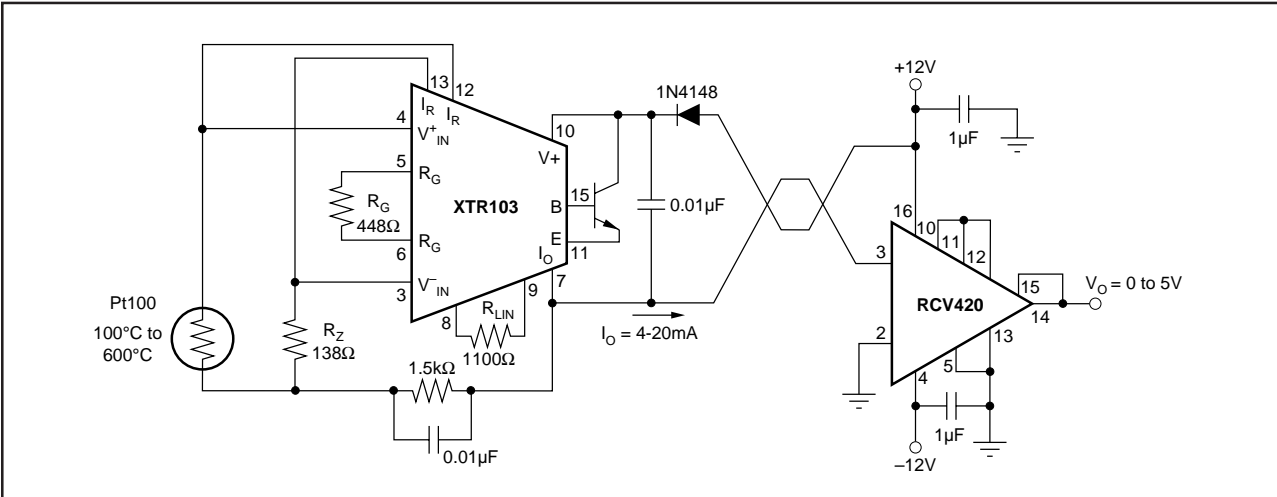 13
12
I_R
I_R
4
V⁺_IN
5
R_G
R_G
448Ω
XTR103
R_G
6
V⁻_IN
3
10
V+
B
15
E
11
I_O
7
9
8
R_LIN
1100Ω
1N4148
0.01μF
I_O = 4-20mA
Pt100
100°C to
600°C
R_Z
138Ω
1.5kΩ
0.01μF
+12V
1μF
16
10
11
12
3
RCV420
15
14
V_O = 0 to 5V
2
13
5
4
1μF
–12V